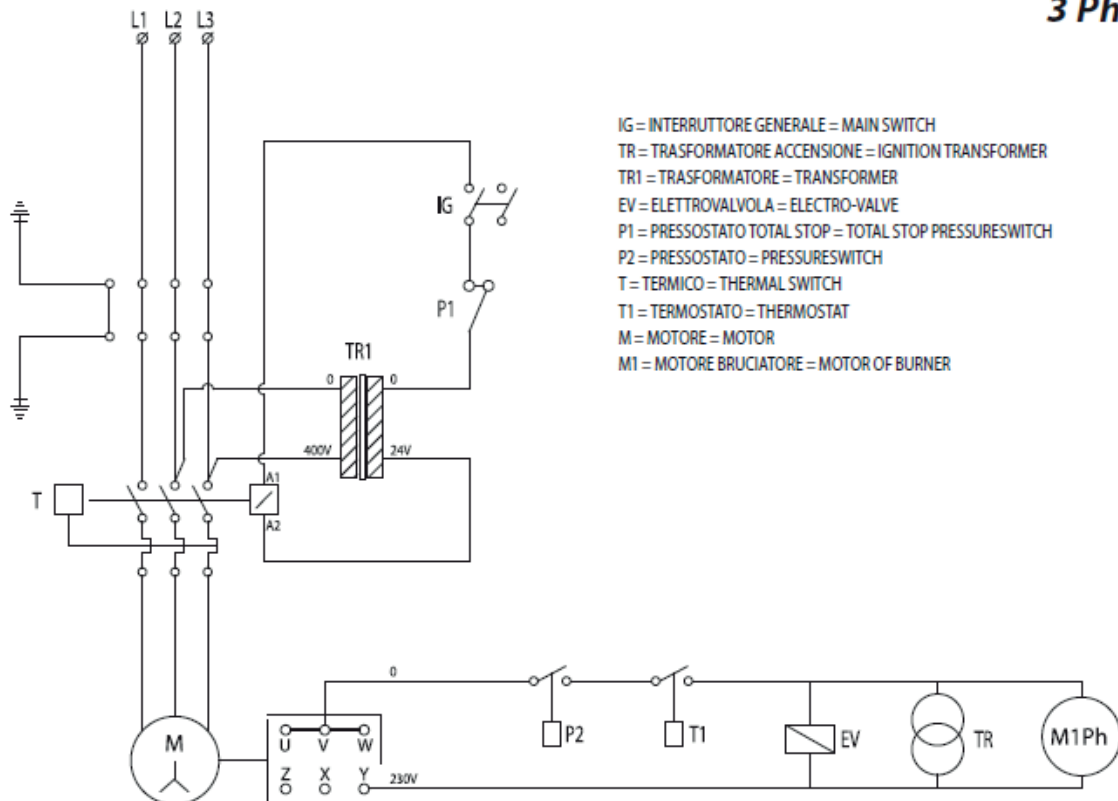 3 Ph
L1 L2 L3
IG = INTERRUTTORE GENERALE = MAIN SWITCH
TR = TRASFORMATORE ACCENSIONE = IGNITION TRANSFORMER
TR1 = TRASFORMATORE = TRANSFORMER
EV = ELETTROVALVOLA = ELECTRO-VALVE
P1 = PRESSOSTATO TOTAL STOP = TOTAL STOP PRESSURESWITCH
P2 = PRESSOSTATO = PRESSURESWITCH
T = TERMICO = THERMAL SWITCH
T1 = TERMOSTATO = THERMOSTAT
M = MOTORE = MOTOR
M1 = MOTORE BRUCIATORE = MOTOR OF BURNER
IG
P1
TR1
0 0
400V 24V
A1
T
A2
0
P2 T1 EV TR M1Ph
M
U V W
Z X Y 230V